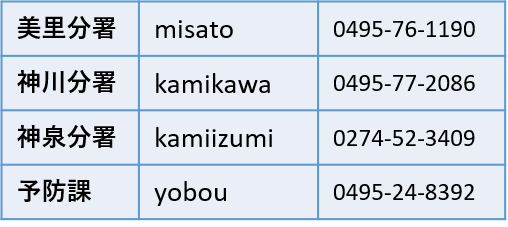 美里分署 misato 0495-76-1190
神川分署 kamikawa 0495-77-2086
神泉分署 kamiizumi 0274-52-3409
予防課 yobou 0495-24-8392